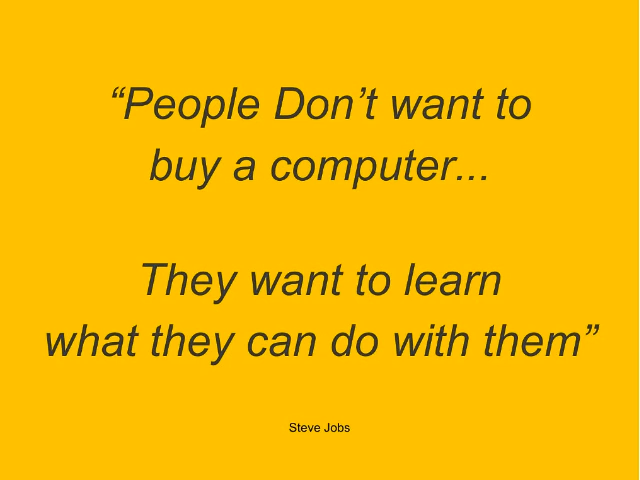 “People Don’t want to
buy a computer...
They want to learn
what they can do with them”
Steve Jobs